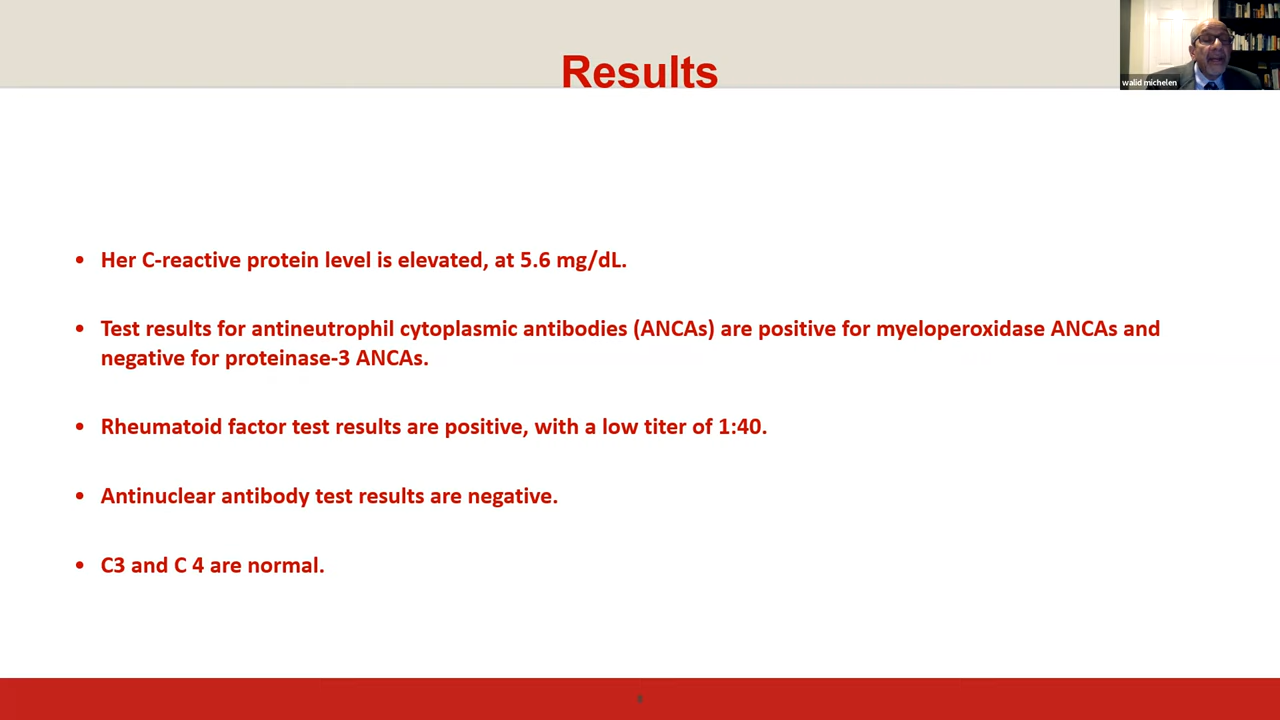 Results
walid michelen
• Her C-reactive protein level is elevated, at 5.6 mg/dL.
• Test results for antineutrophil cytoplasmic antibodies (ANCAs) are positive for myeloperoxidase ANCAs and
negative for proteinase-3 ANCAs.
• Rheumatoid factor test results are positive, with a low titer of 1:40.
• Antinuclear antibody test results are negative.
• C3 and C 4 are normal.